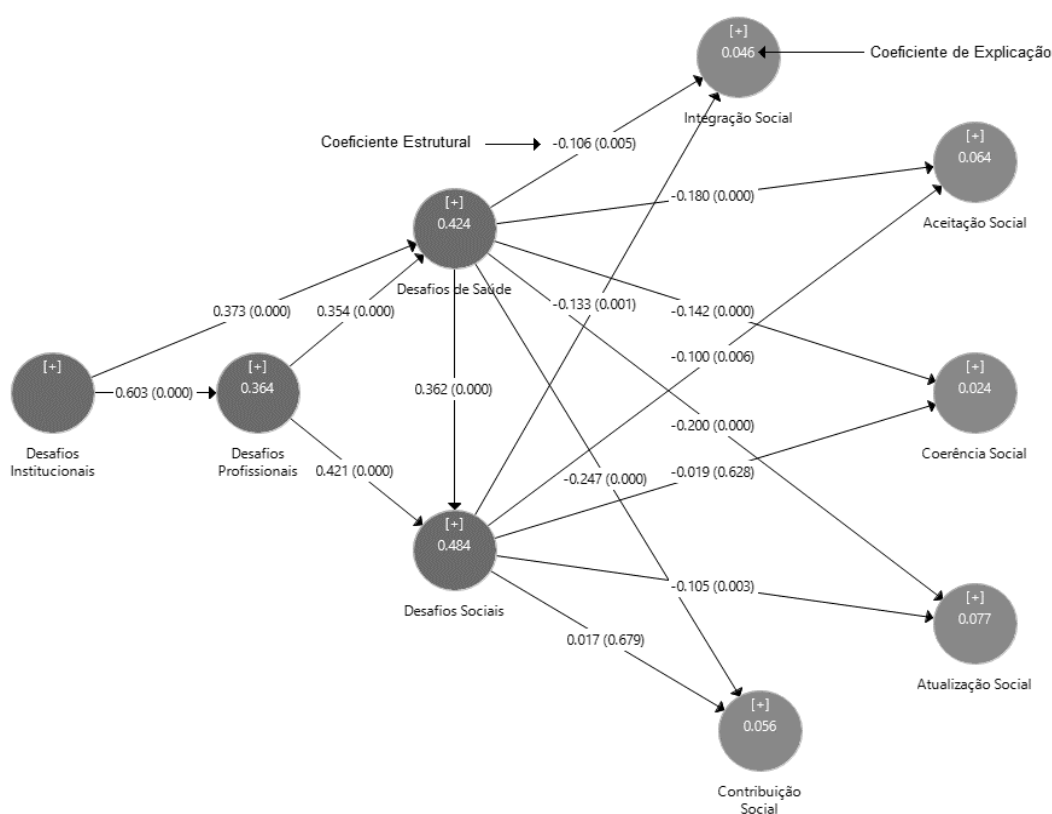 [+]
0.046
Coeficiente de Explicação
Integração Social
Coeficiente Estrutural
-0.106 (0.005)
[+]
0.064
Aceitação Social
-0.180 (0.000)
[+]
0.424
Desafios de Saúde
-0.133 (0.001)
-0.142 (0.000)
0.373 (0.000)
0.354 (0.000)
-0.100 (0.006)
[+]
Desafios
Institucionais
0.603 (0.000)
[+]
0.364
Desafios
Profissionais
0.362 (0.000)
[+]
0.024
Coerência Social
-0.200 (0.000)
0.421 (0.000)
-0.247 (0.000)
-0.019 (0.628)
[+]
0.484
Desafios Sociais
-0.105 (0.003)
[+]
0.077
Atualização Social
0.017 (0.679)
[+]
0.056
Contribuição
Social